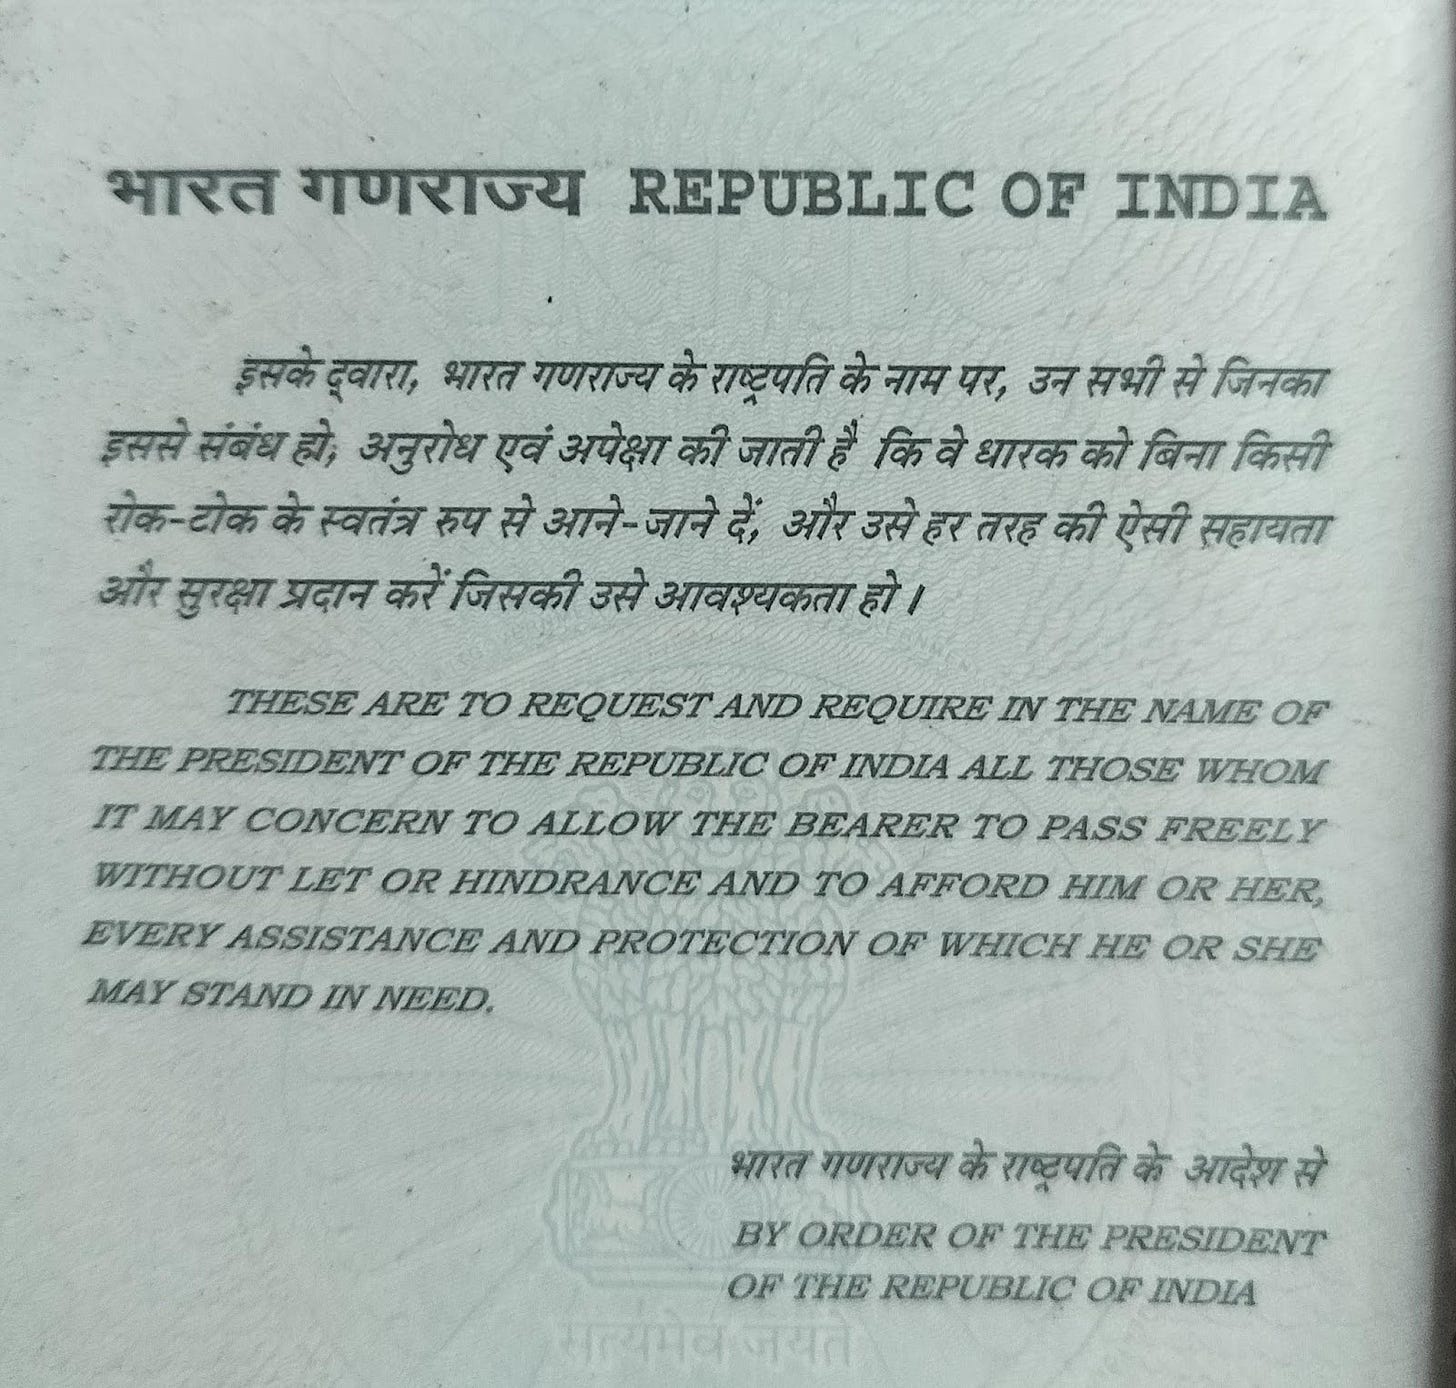 भारत गणराज्य REPUBLIC OF INDIA
इसके द्वारा, भारत गणराज्य के राष्ट्रपति के नाम पर, उन सभी से जिनका
इससे संबंध हो, अनुरोध एवं अपेक्षा की जाती है कि वे धारक को बिना किसी
रोक-टोक के स्वतंत्र रुप से आने-जाने दें, और उसे हर तरह की ऐसी सहायता
और सुरक्षा प्रदान करें जिसकी उसे आवश्यकता हो ।
THESE ARE TO REQUEST AND REQUIRE IN THE NAME OF
THE PRESIDENT OF THE REPUBLIC OF INDIA ALL THOSE WHOM
IT MAY CONCERN TO ALLOW THE BEARER TO PASS FREELY
WITHOUT LET OR HINDRANCE AND TO AFFORD HIM OR HER,
EVERY ASSISTANCE AND PROTECTION OF WHICH HE OR SHE
MAY STAND IN NEED.
भारत गणराज्य के राष्ट्रपति के आदेश से
BY ORDER OF THE PRESIDENT
OF THE REPUBLIC OF INDIA
सत्यमेव जयते